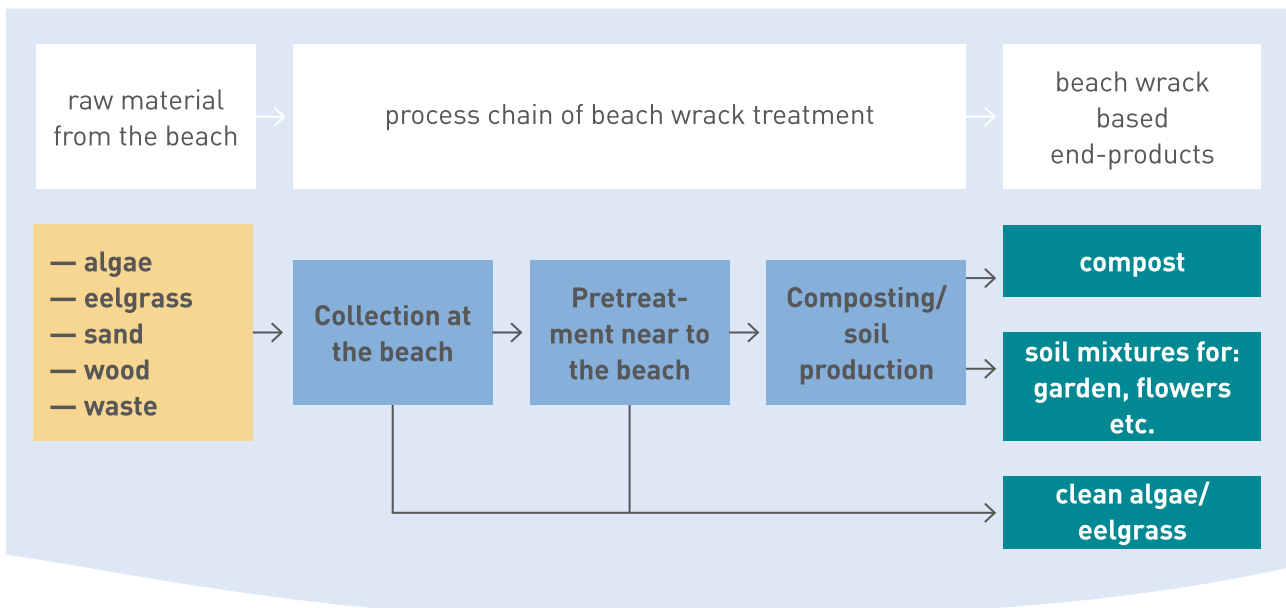 raw material
from the beach
process chain of beach wrack treatment
beach wrack
based
end-products
— algae
— eelgrass
— sand
— wood
— waste
Collection at
the beach
Pretreat-
ment near to
the beach
Composting/
soil
production
compost
soil mixtures for:
garden, flowers
etc.
clean algae/
eelgrass